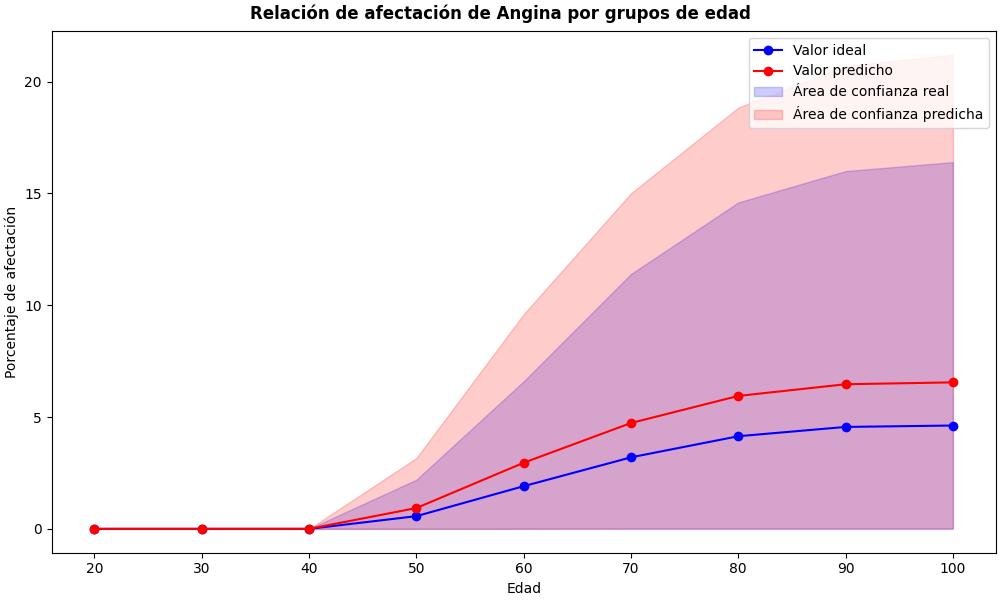 Relación de afectación de Angina por grupos de edad
Valor ideal
Valor predicho
Área de confianza real
Área de confianza predicha
Porcentaje de afectación
20
15
10
5
0
20 30 40 50 60 70 80 90 100
Edad